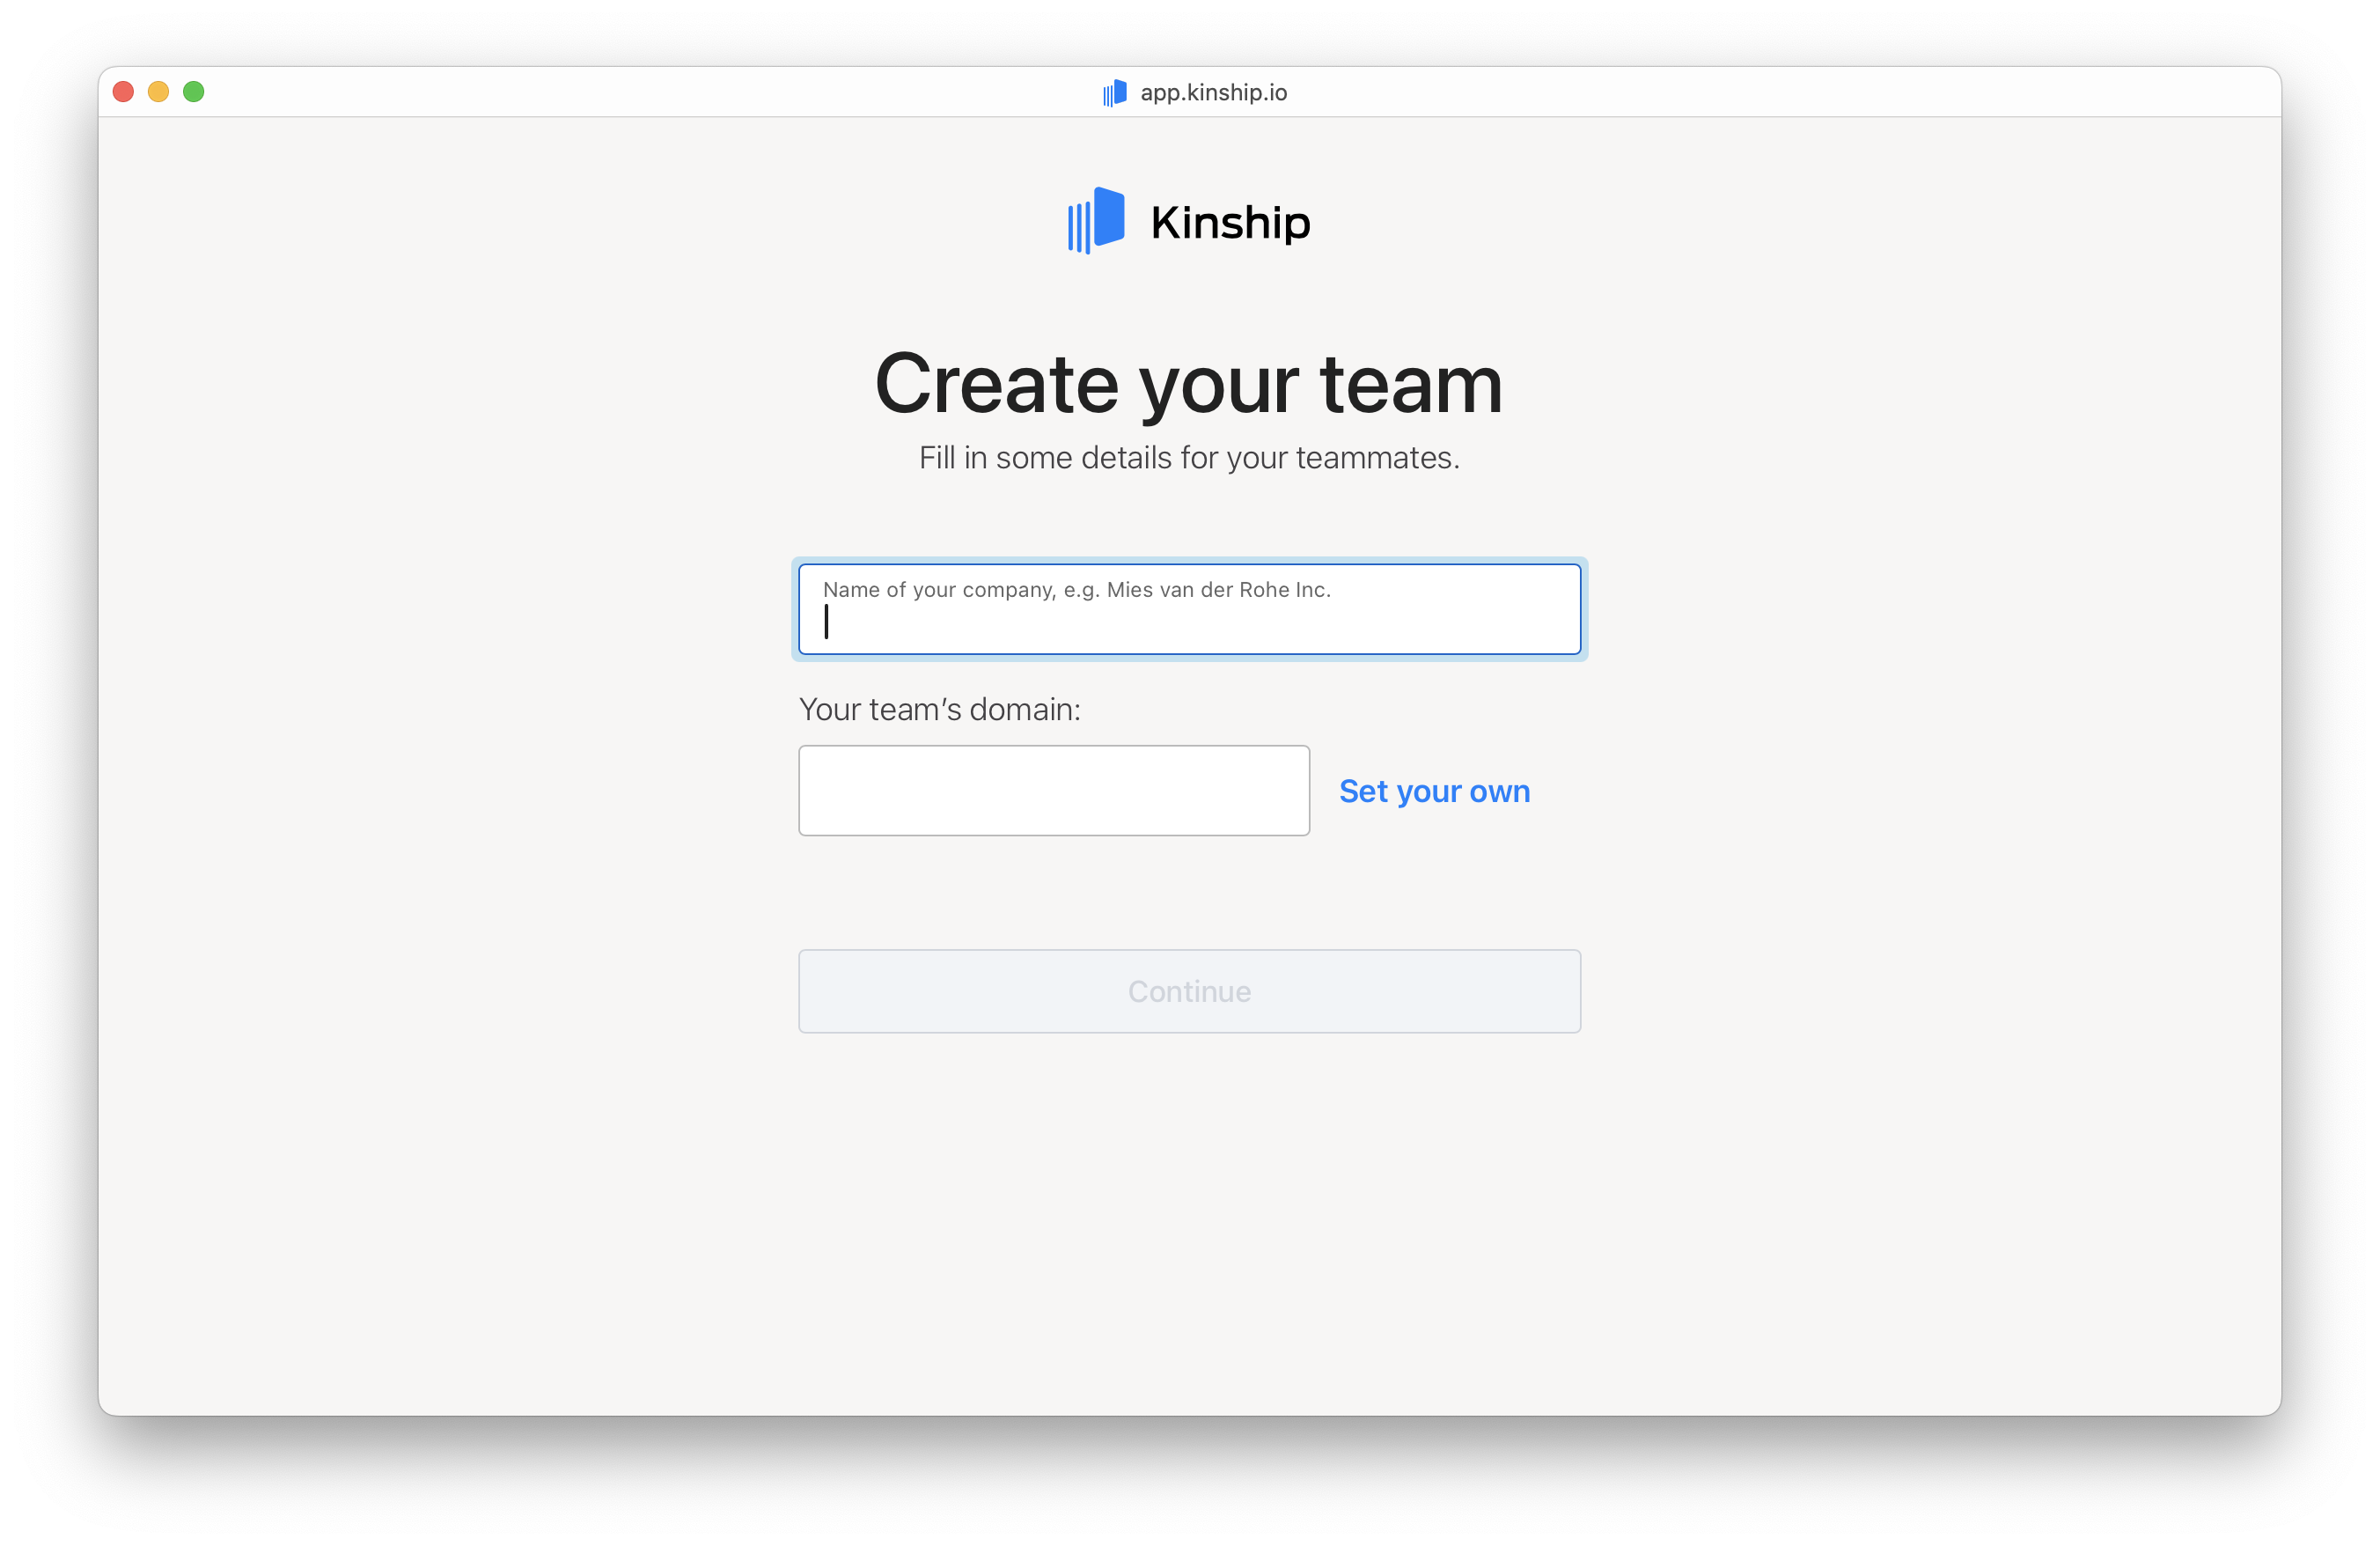 app.kinship.io
Kinship
Create your team
Fill in some details for your teammates.
Name of your company, e.g. Mies van der Rohe Inc.
Your team’s domain:
Set your own
Continue